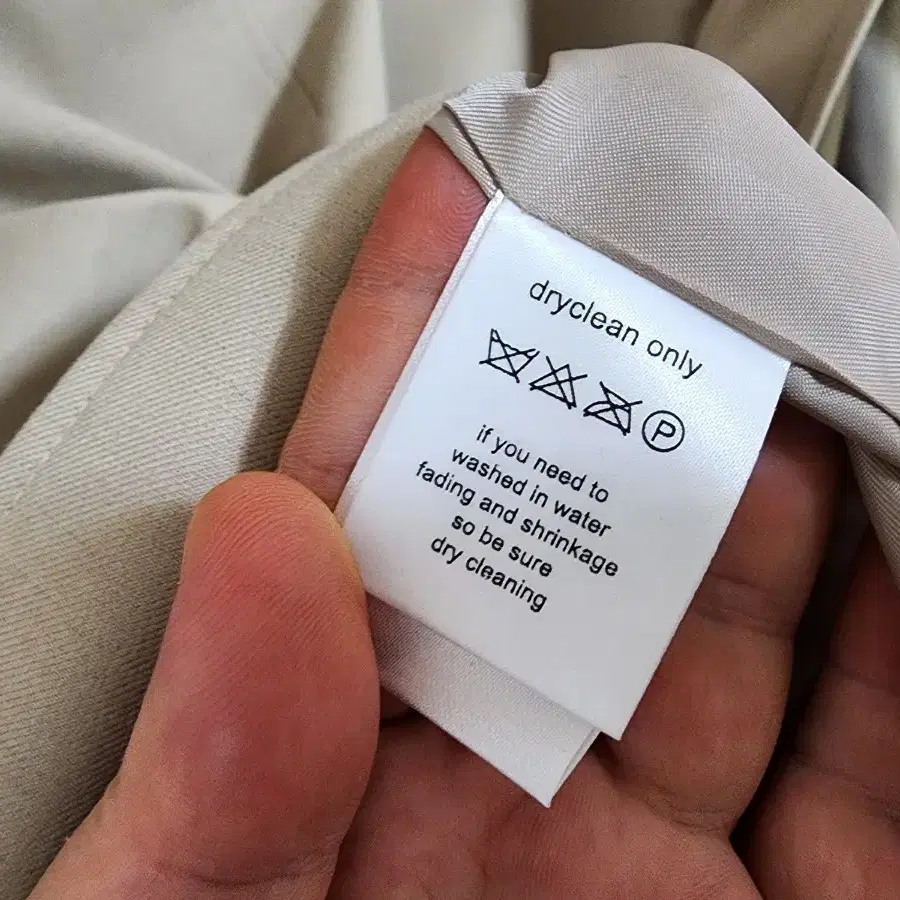 dryclean only
P
if you need to
washed in water
fading and shrinkage
so be sure
dry cleaning